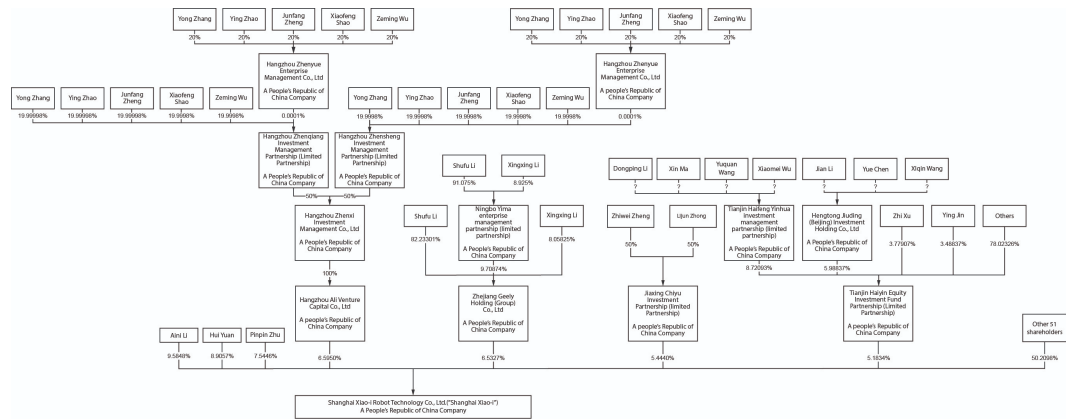 Yong Zhang
Ying Zhao
Junfang
Zheng
Xiaofeng
Shao
Zeming Wu
Yong Zhang
Ying Zhao
Junfang
Zheng
Xiaofeng
Shao
Zeming Wu
20%
20%
20%
20%
20%
20%
20%
20%
20%
20%
Hangzhou Zhenyue
Enterprise
Management Co., Ltd
A People's Republic of
China Company
Hangzhou Zhenyue
Enterprise
Management Co., Ltd
A People's Republic of
China Company
Yong Zhang
Ying Zhao
Junfang
Zheng
Xiaofeng
Shao
Zeming Wu
Yong Zhang
Ying Zhao
Junfang
Zheng
Xiaofeng
Shao
Zeming Wu
19.99998%
19.99998%
19.99998%
19.99998%
19.99998%
0.0001%
19.9998%
19.9998%
19.9998%
19.9998%
19.9998%
0.0001%
Hangzhou Zhenqiang
Investment
Management
Partnership (Limited
Partnership)
A People's Republic of
China Company
Hangzhou Zhensheng
Investment
Management
Partnership (Limited
Partnership)
A People's Republic of
China Company
50%
50%
Shufu Li
Xingxing Li
91.075%
8.925%
Dongping Li
Xin Ma
Yuquan
Wang
Xiaomei Wu
Jian Li
Yue Chen
Xiqin Wang
?
?
?
?
?
?
?
Hangzhou Zhenxi
Investment
Management Co., Ltd
A People's Republic of
China Company
Shufu Li
82.23301%
Ningbo Yima
enterprise
management
partnership (limited
partnership)
A People's Republic of
China Company
Xingxing Li
8.05825%
Zhiwei Zheng
50%
Lijun Zhong
50%
Tianjin Haifeng Yinhua
investment
management
partnership (limited
partnership)
A People's Republic of
China Company
Hengtong Jiuding
(Beijing) Investment
Holding Co., Ltd
A People's Republic of
China Company
Zhi Xu
3.77907%
Ying Jin
3.48837%
Others
78.02326%
100%
9.70874%
8.72093%
5.98837%
Hangzhou Ali Venture
Capital Co., Ltd
A people's Republic of
China Company
Zhejiang Geely
Holding (Group)
Co., Ltd
A People's Republic of
China Company
Jiaxing Chiyu
Investment
Partnership (limited
Partnership)
A people's Republic of
China Company
Tianjin Haiyin Equity
Investment Fund
Partnership (Limited
Partnership)
A People's Republic of
China Company
Aini Li
Hui Yuan
Pinpin Zhu
Other 51
shareholders
9.5848%
8.9057%
7.5446%
6.5950%
6.5327%
5.4440%
5.1834%
50.2098%
Shanghai Xiao-i Robot Technology Co., Ltd.("Shanghai Xiao-i")
A People's Republic of China Company